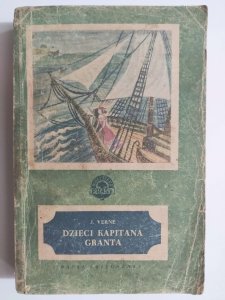 J. VERNE
DZIECI KAPITANA
GRANTA